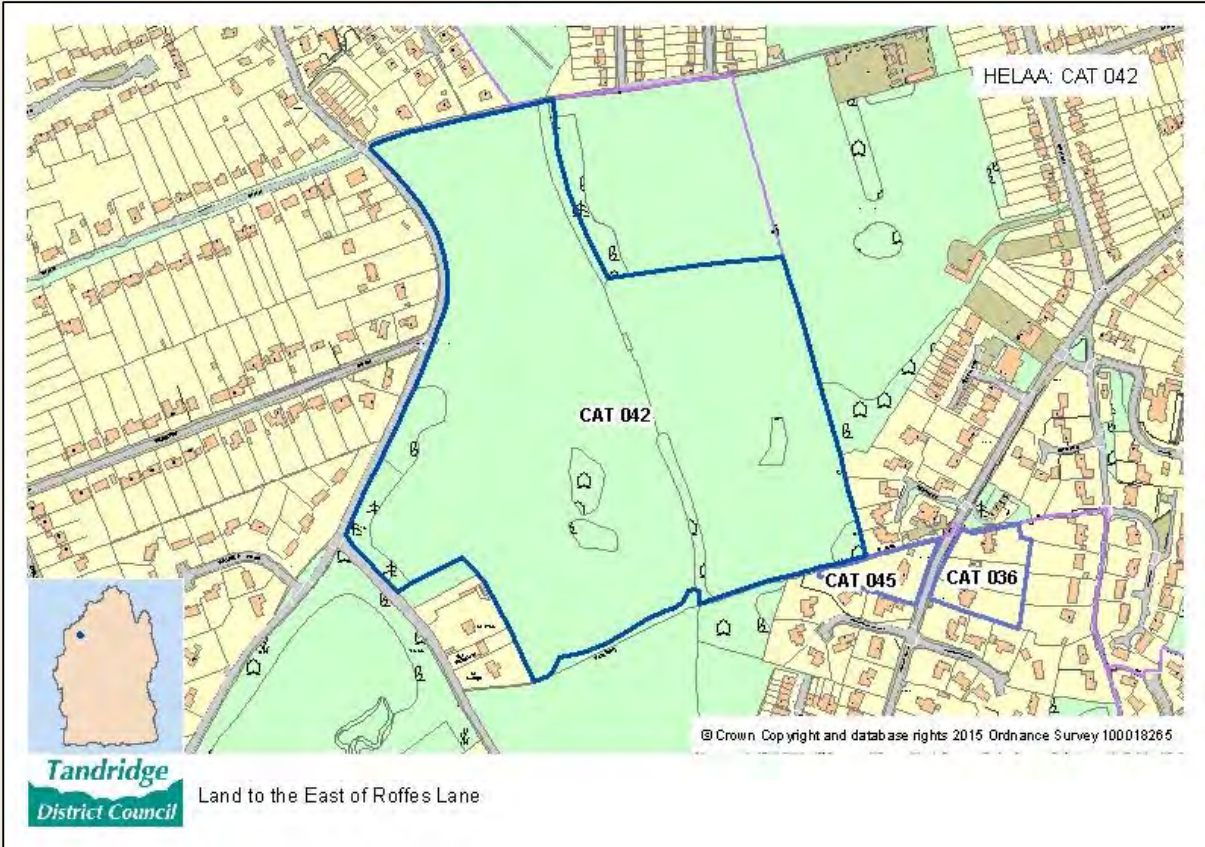 HELAA: CAT 042
CAT 042
CAT 045
CAT 036
© Crown Copyright and database rights 2015 Ordnance Survey 100018265
Tandridge
District Council
Land to the East of Roffes Lane